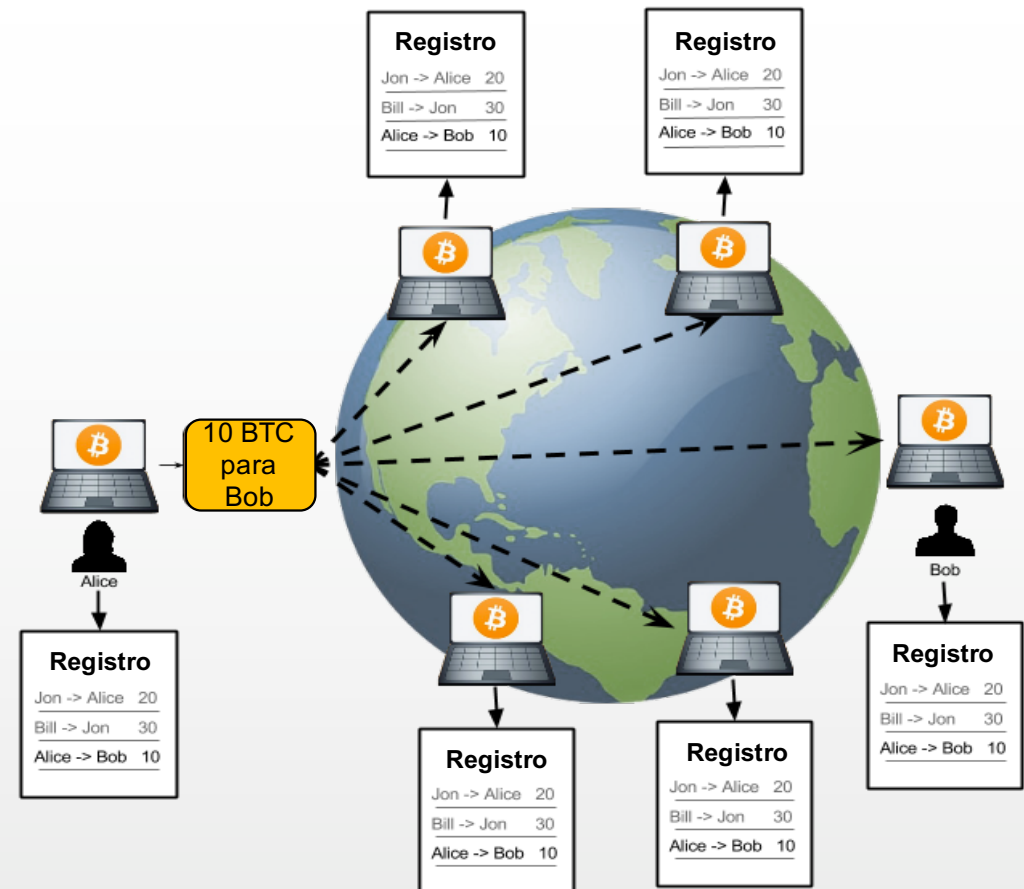 Registro
Jon -> Alice 20
Bill -> Jon 30
Alice -> Bob 10
Registro
Jon -> Alice 20
Bill -> Jon 30
Alice -> Bob 10
10 BTC
para
Bob
Alice
Bob
Registro
Jon -> Alice 20
Bill -> Jon 30
Alice -> Bob 10
Registro
Jon -> Alice 20
Bill -> Jon 30
Alice -> Bob 10
Registro
Jon -> Alice 20
Bill -> Jon 30
Alice -> Bob 10
Registro
Jon -> Alice 20
Bill -> Jon 30
Alice -> Bob 10